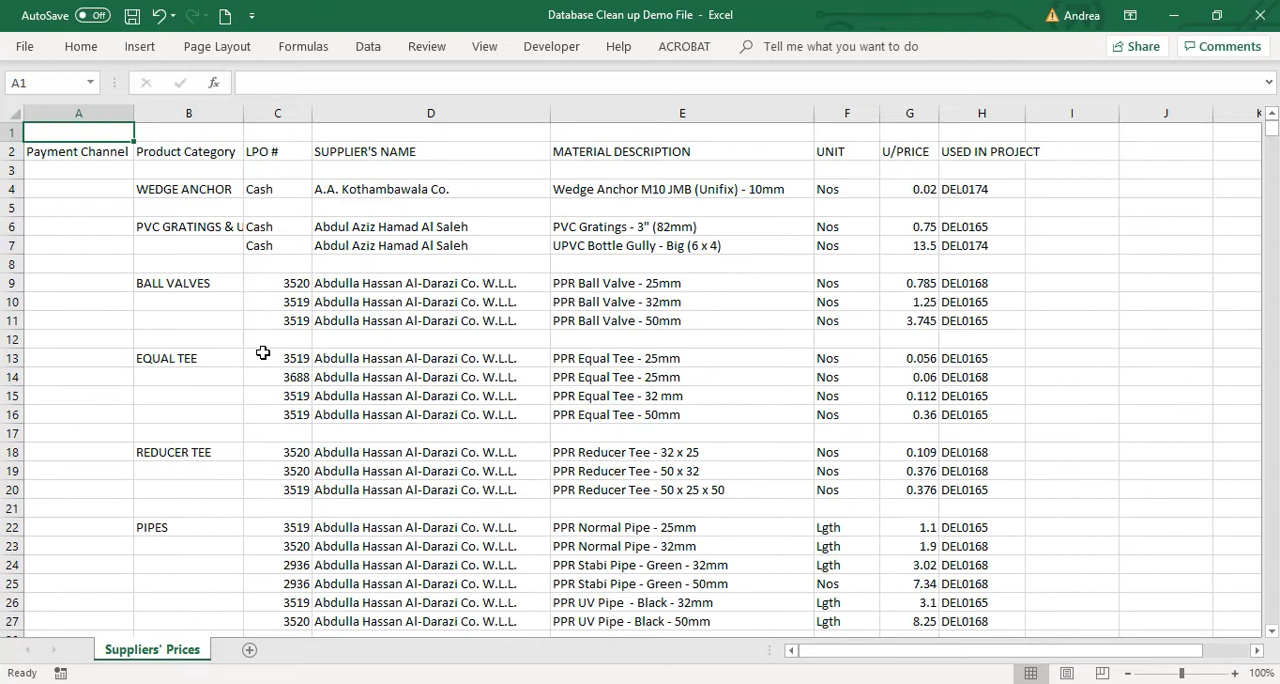 AutoSave Off Database Clean up Demo File - Excel Andrea
File Home Insert Page Layout Formulas Data Review View Developer Help ACROBAT Tell me what you want to do Share Comments
A1 fx
A B C D E F G H I J K
1
2 Payment Channel Product Category LPO # SUPPLIER'S NAME MATERIAL DESCRIPTION UNIT U/PRICE USED IN PROJECT
3
4 WEDGE ANCHOR Cash A.A. Kothambawala Co. Wedge Anchor M10 JMB (Unifix) - 10mm Nos 0.02 DEL0174
5
6 PVC GRATINGS & U Cash Abdul Aziz Hamad Al Saleh PVC Gratings - 3" (82mm) Nos 0.75 DEL0165
7 Cash Abdul Aziz Hamad Al Saleh UPVC Bottle Gully - Big (6 x 4) Nos 13.5 DEL0174
8
9 BALL VALVES 3520 Abdulla Hassan Al-Darazi Co. W.L.L. PPR Ball Valve - 25mm Nos 0.785 DEL0168
10 3519 Abdulla Hassan Al-Darazi Co. W.L.L. PPR Ball Valve - 32mm Nos 1.25 DEL0165
11 3519 Abdulla Hassan Al-Darazi Co. W.L.L. PPR Ball Valve - 50mm Nos 3.745 DEL0165
12
13 EQUAL TEE 3519 Abdulla Hassan Al-Darazi Co. W.L.L. PPR Equal Tee - 25mm Nos 0.056 DEL0165
14 3688 Abdulla Hassan Al-Darazi Co. W.L.L. PPR Equal Tee - 25mm Nos 0.06 DEL0168
15 3519 Abdulla Hassan Al-Darazi Co. W.L.L. PPR Equal Tee - 32 mm Nos 0.112 DEL0165
16 3519 Abdulla Hassan Al-Darazi Co. W.L.L. PPR Equal Tee - 50mm Nos 0.36 DEL0165
17
18 REDUCER TEE 3520 Abdulla Hassan Al-Darazi Co. W.L.L. PPR Reducer Tee - 32 x 25 Nos 0.109 DEL0168
19 3520 Abdulla Hassan Al-Darazi Co. W.L.L. PPR Reducer Tee - 50 x 32 Nos 0.376 DEL0168
20 3519 Abdulla Hassan Al-Darazi Co. W.L.L. PPR Reducer Tee - 50 x 25 x 50 Nos 0.376 DEL0165
21
22 PIPES 3519 Abdulla Hassan Al-Darazi Co. W.L.L. PPR Normal Pipe - 25mm Lgth 1.1 DEL0165
23 3520 Abdulla Hassan Al-Darazi Co. W.L.L. PPR Normal Pipe - 32mm Lgth 1.9 DEL0168
24 2936 Abdulla Hassan Al-Darazi Co. W.L.L. PPR Stabi Pipe - Green - 32mm Lgth 3.02 DEL0168
25 2936 Abdulla Hassan Al-Darazi Co. W.L.L. PPR Stabi Pipe - Green - 50mm Nos 7.34 DEL0168
26 3519 Abdulla Hassan Al-Darazi Co. W.L.L. PPR UV Pipe  - Black - 32mm Lgth 3.1 DEL0165
27 3520 Abdulla Hassan Al-Darazi Co. W.L.L. PPR UV Pipe - Black - 50mm Lgth 8.25 DEL0168
Suppliers' Prices
Ready 100%